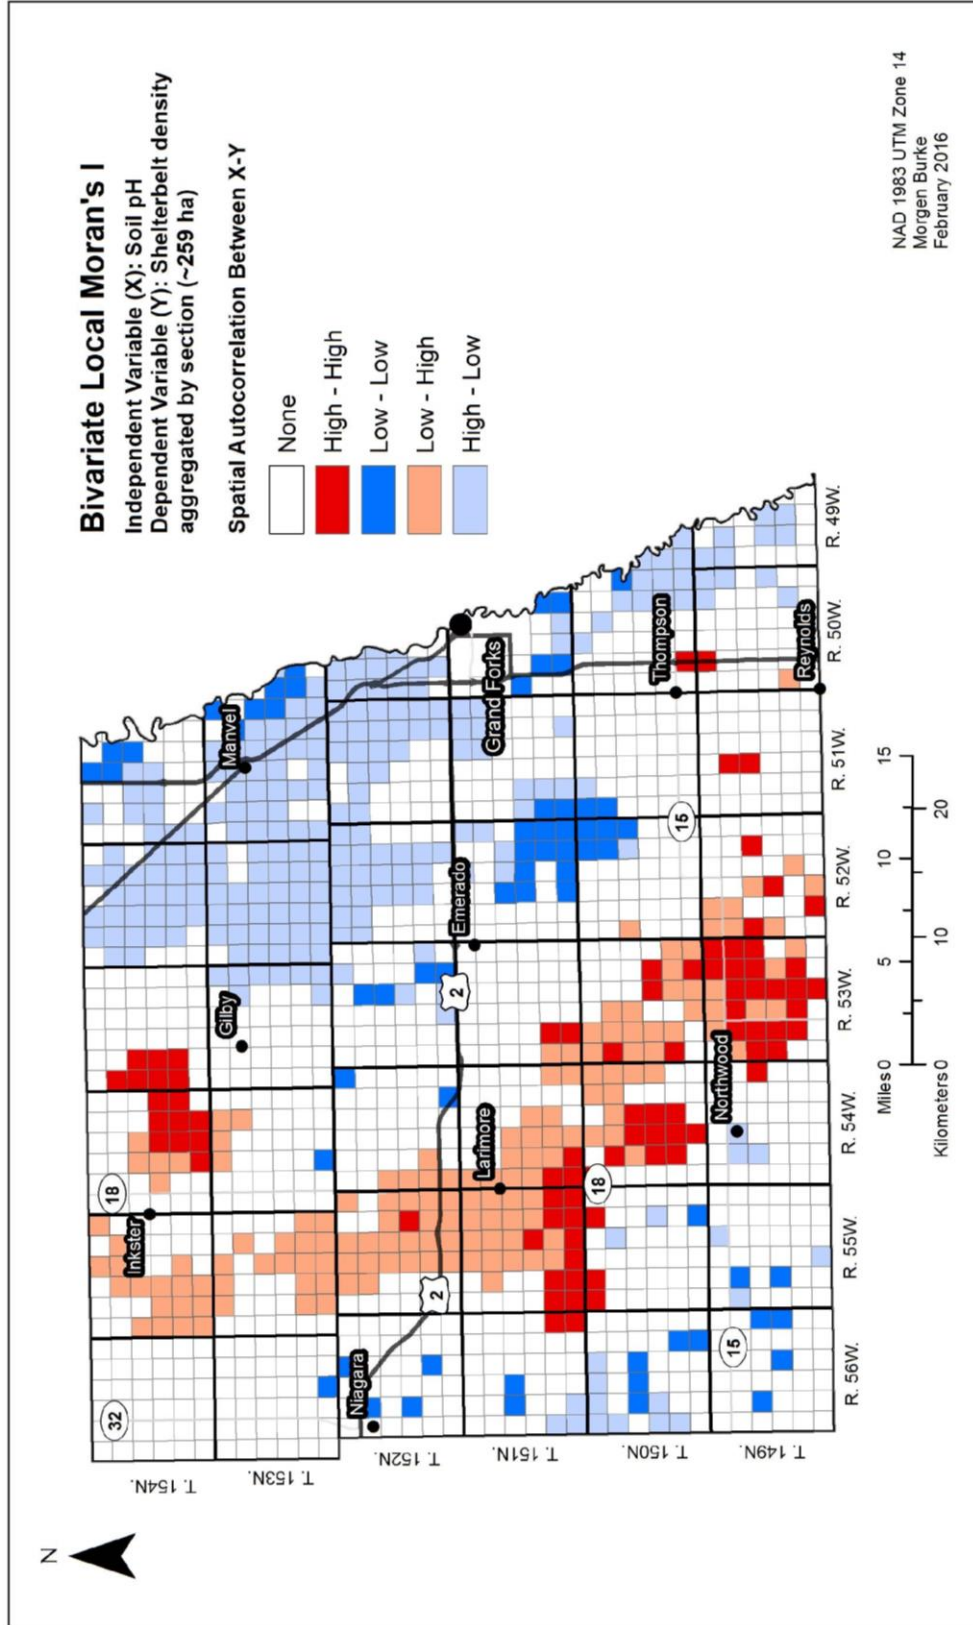 Bivariate Local Moran's I
Independent Variable (X): Soil pH
Dependent Variable (Y): Shelterbelt density
aggregated by section (~259 ha)
Spatial Autocorrelation Between X-Y
None
High - High
Low - Low
Low - High
High - Low
N
32
18
Inkster
Gilby
Manvel
Niagara
2
2
Emerado
Grand Forks
Larimore
18
15
Thompson
15
Northwood
Reynolds
T. 154N.
T. 153N.
T. 152N.
T. 151N.
T. 150N.
T. 149N.
R. 56W.
R. 55W.
R. 54W.
R. 53W.
R. 52W.
R. 51W.
R. 50W.
R. 49W.
Miles 0 5 10 15
Kilometers 0 10 20
NAD 1983 UTM Zone 14
Morgen Burke
February 2016